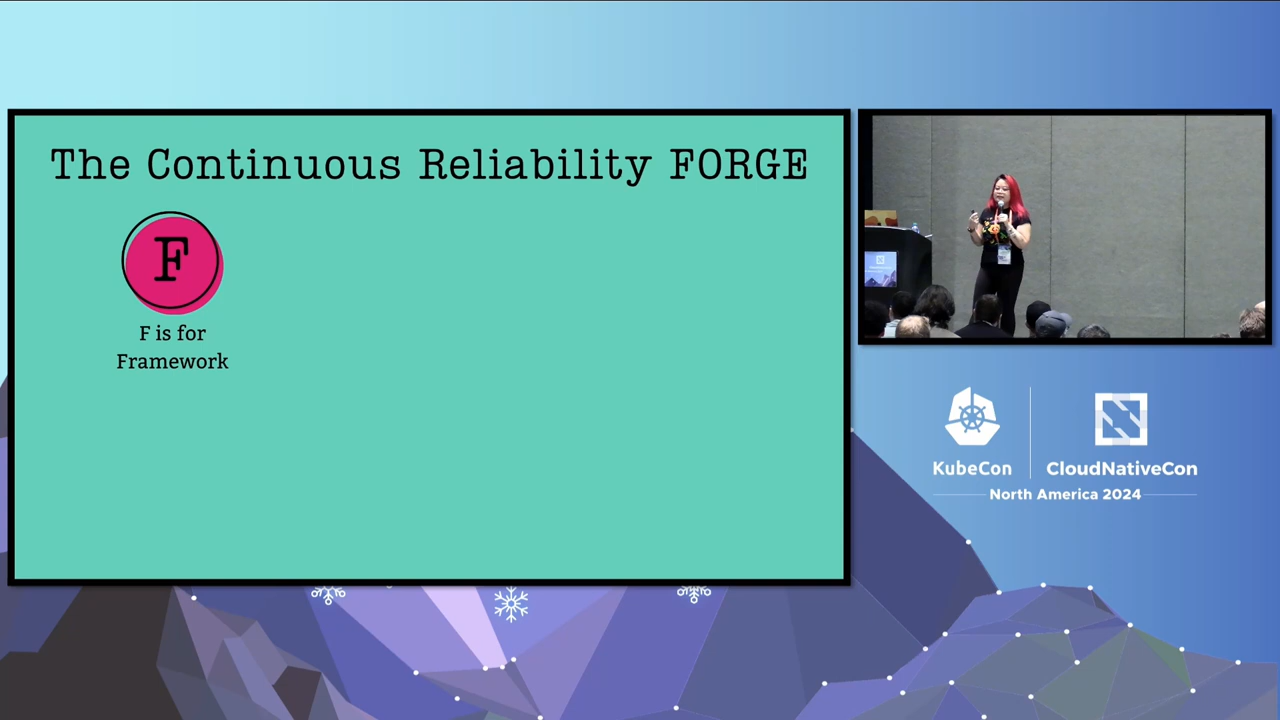 The Continuous Reliability FORGE
F
F is for
Framework
KubeCon
CloudNativeCon
North America 2024